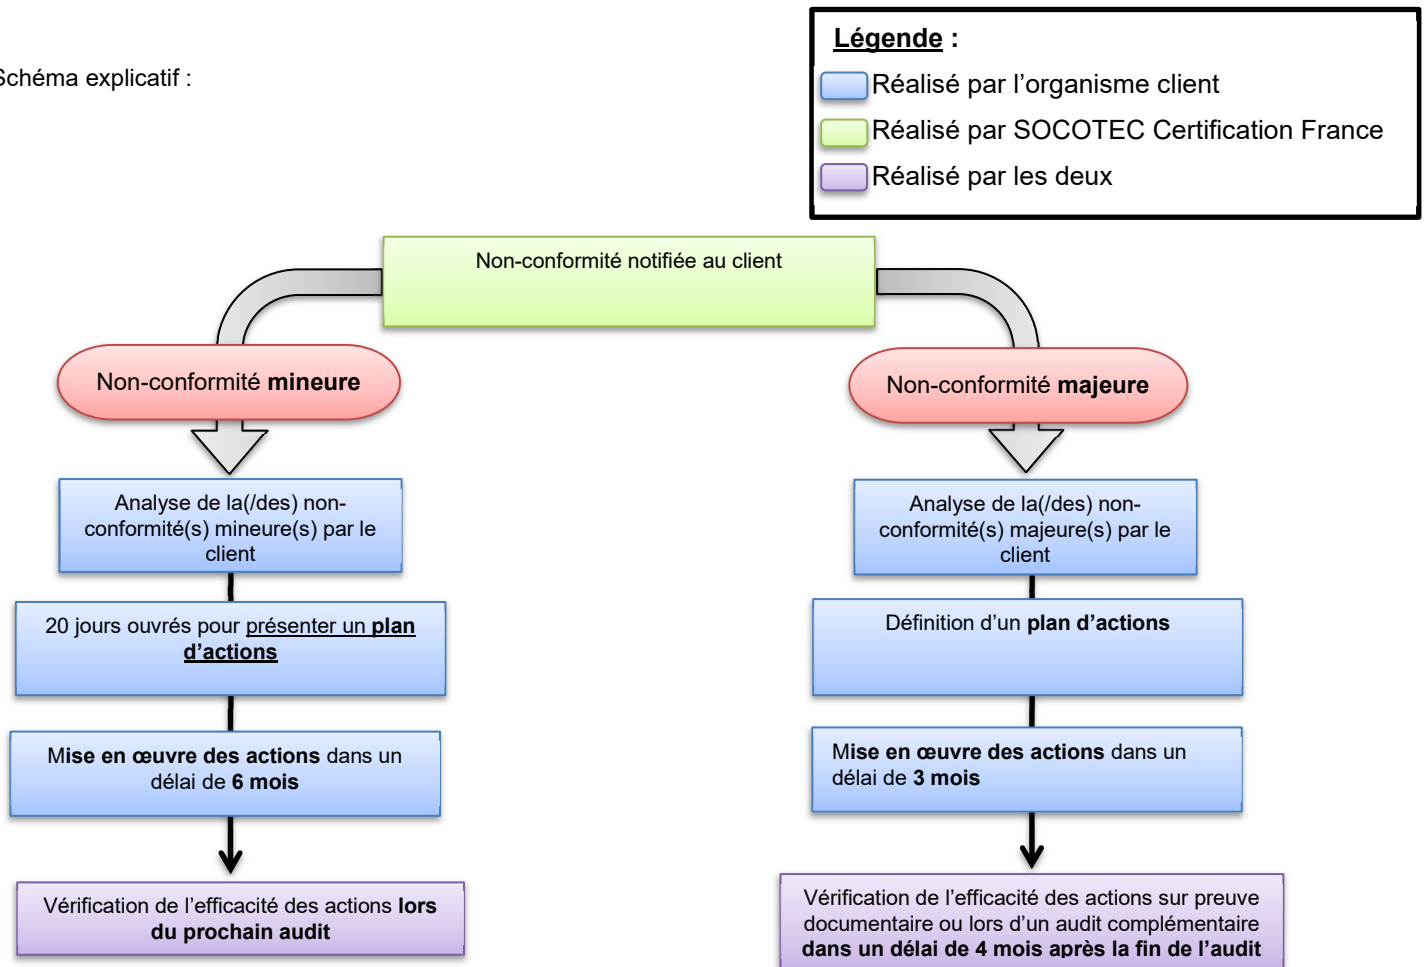 Légende :
Schéma explicatif :
Réalisé par l’organisme client
Réalisé par SOCOTEC Certification France
Réalisé par les deux
Non-conformité notifiée au client
Non-conformité mineure
Non-conformité majeure
Analyse de la(/des) non-
conformité(s) mineure(s) par le
client
Analyse de la(/des) non-
conformité(s) majeure(s) par le
client
20 jours ouvrés pour présenter un plan
d’actions
Définition d’un plan d’actions
Mise en œuvre des actions dans un
délai de 6 mois
Mise en œuvre des actions dans un
délai de 3 mois
Vérification de l’efficacité des actions lors
du prochain audit
Vérification de l’efficacité des actions sur preuve
documentaire ou lors d’un audit complémentaire
dans un délai de 4 mois après la fin de l’audit